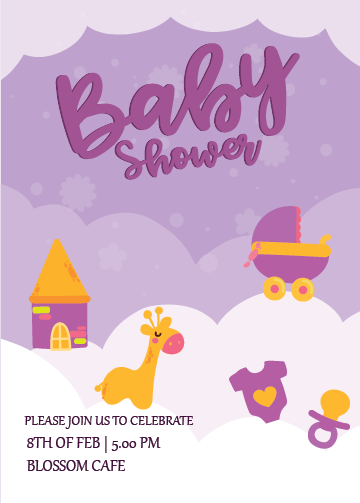 Baby
Shower
PLEASE JOIN US TO CELEBRATE
8TH OF FEB | 5.00 PM
BLOSSOM CAFE